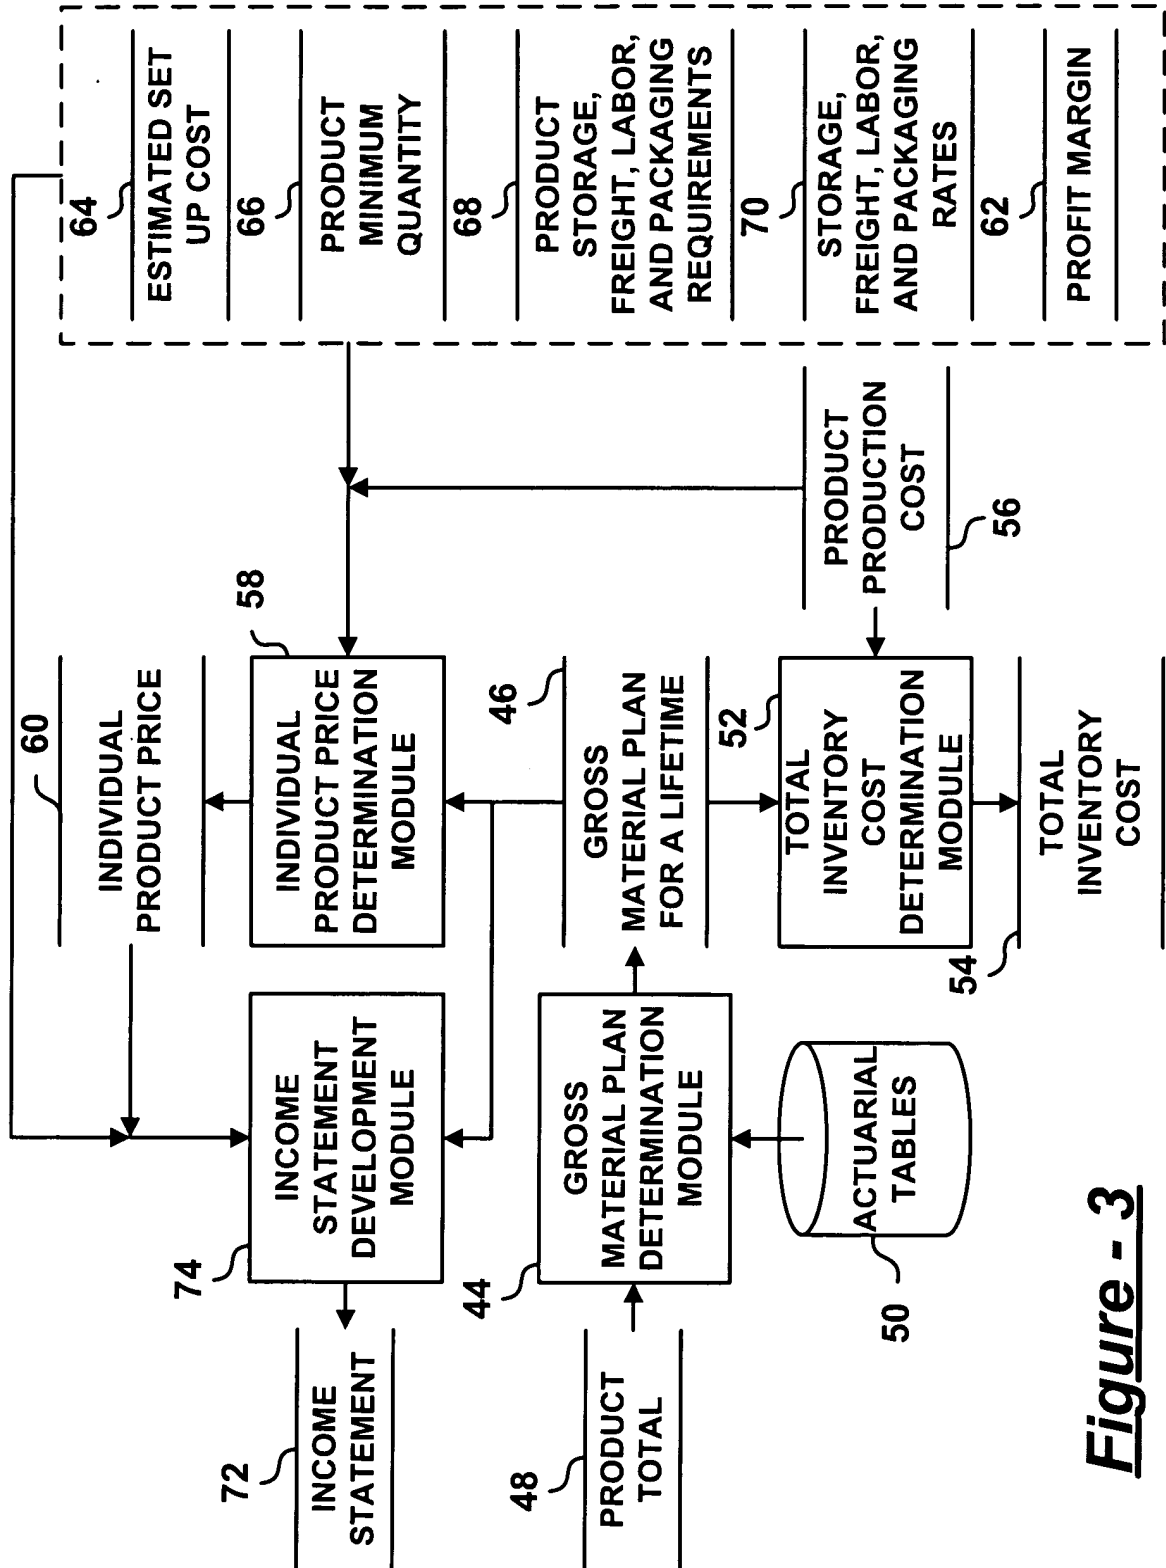 60
INDIVIDUAL
PRODUCT PRICE
64
ESTIMATED SET
UP COST
72
INCOME
STATEMENT
74
INCOME
STATEMENT
DEVELOPMENT
MODULE
58
INDIVIDUAL
PRODUCT PRICE
DETERMINATION
MODULE
66
PRODUCT
MINIMUM
QUANTITY
48
PRODUCT
TOTAL
44
GROSS
MATERIAL PLAN
DETERMINATION
MODULE
46
GROSS
MATERIAL PLAN
FOR A LIFETIME
68
PRODUCT
STORAGE,
FREIGHT, LABOR,
AND PACKAGING
REQUIREMENTS
50
ACTUARIAL
TABLES
52
TOTAL
INVENTORY
COST
DETERMINATION
MODULE
PRODUCT
PRODUCTION
COST
56
70
STORAGE,
FREIGHT, LABOR,
AND PACKAGING
RATES
54
TOTAL
INVENTORY
COST
62
PROFIT MARGIN
Figure - 3